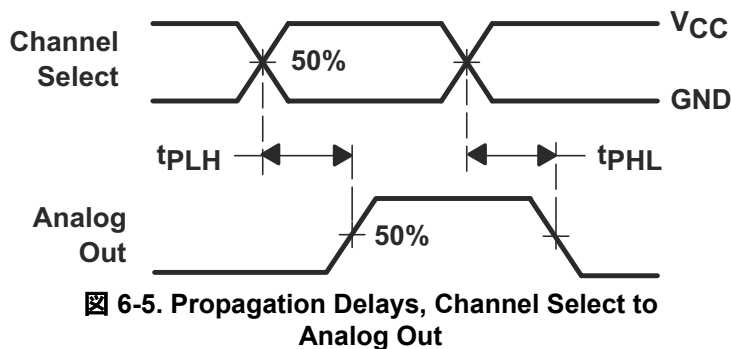 Channel
Select
50%
VCC
GND
tPLH
tPHL
Analog
Out
50%
図 6-5. Propagation Delays, Channel Select to
Analog Out